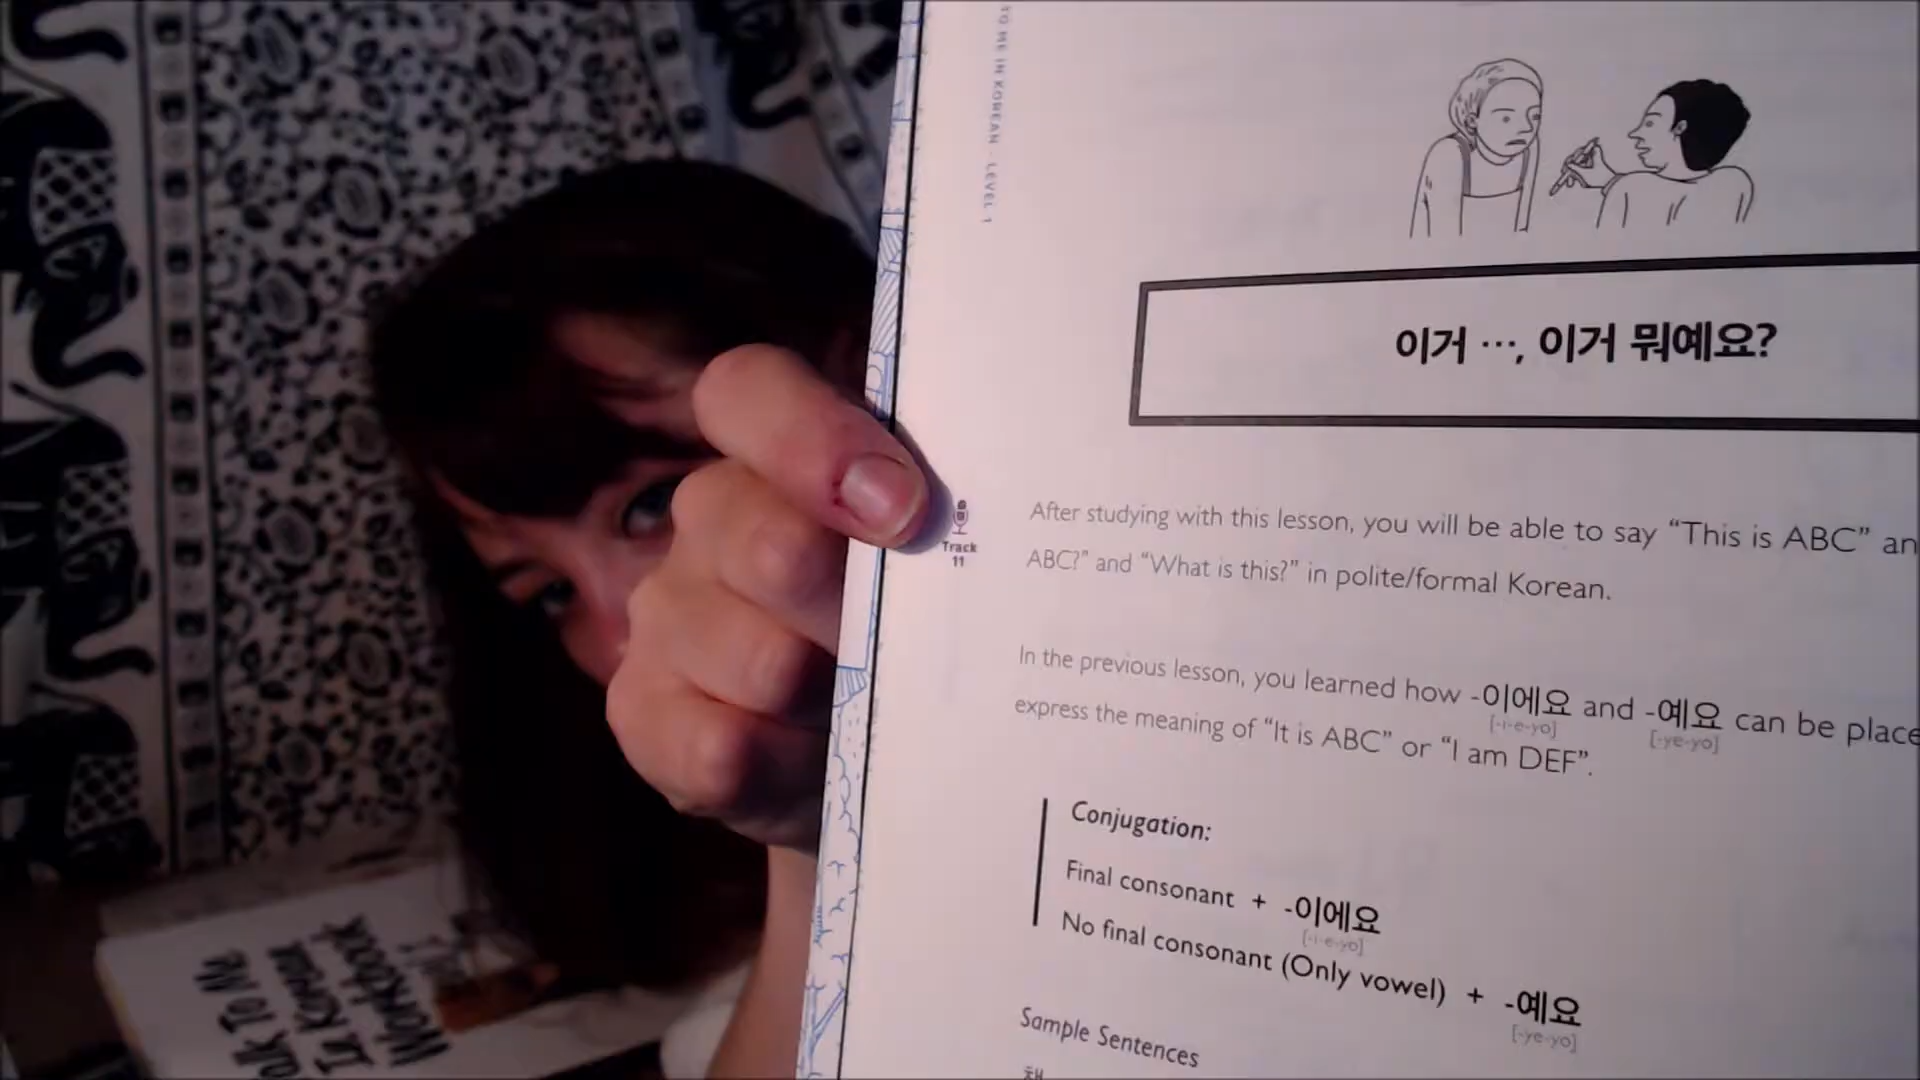 TO ME IN KOREAN - LEVEL 1
이거 …, 이거 뭐예요?
Track
11
After studying with this lesson, you will be able to say “This is ABC”
ABC?” and “What is this?” in polite/formal Korean.
In the previous lesson, you learned how -이에요 and -예요 can be
[-i-e-yo] [-ye-yo]
express the meaning of “It is ABC” or “I am DEF”.
Conjugation:
Final consonant + -이에요
[-i-e-yo]
No final consonant (Only vowel) + -예요
[-ye-yo]
Sample Sentences
To Me
In Korean
Workbook